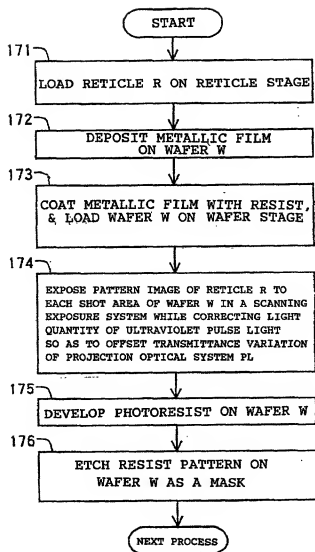 START
171
LOAD RETICLE R ON RETICLE STAGE
172
DEPOSIT METALLIC FILM
ON WAFER W
173
COAT METALLIC FILM WITH RESIST,
& LOAD WAFER W ON WAFER STAGE
174
EXPOSE PATTERN IMAGE OF RETICLE R TO
EACH SHOT AREA OF WAFER W IN A SCANNING
EXPOSURE SYSTEM WHILE CORRECTING LIGHT
QUANTITY OF ULTRAVIOLET PULSE LIGHT
SO AS TO OFFSET TRANSMITTANCE VARIATION
OF PROJECTION OPTICAL SYSTEM PL
175
DEVELOP PHOTORESIST ON WAFER W
176
ETCH RESIST PATTERN ON
WAFER W AS A MASK
NEXT PROCESS